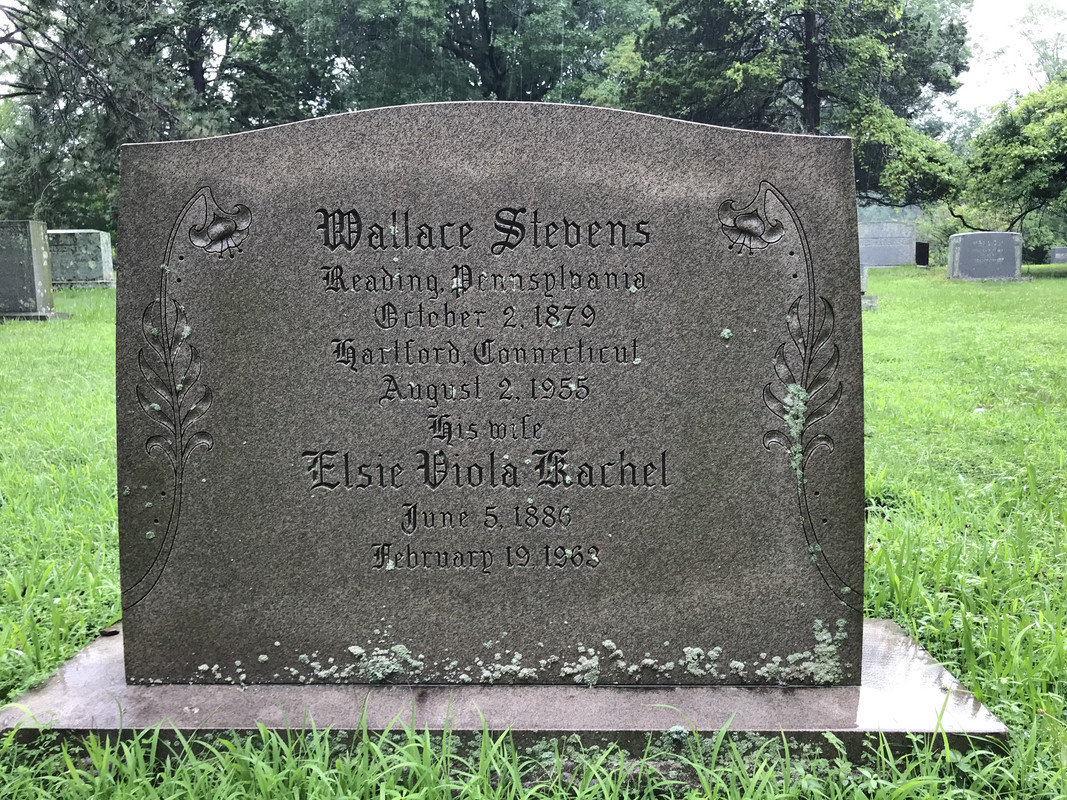 Wallace Stevens
Reading, Pennsylvania
October 2, 1879
Hartford, Connecticut
August 2, 1955
His wife
Elsie Viola Kachel
June 5, 1886
February 19, 1963